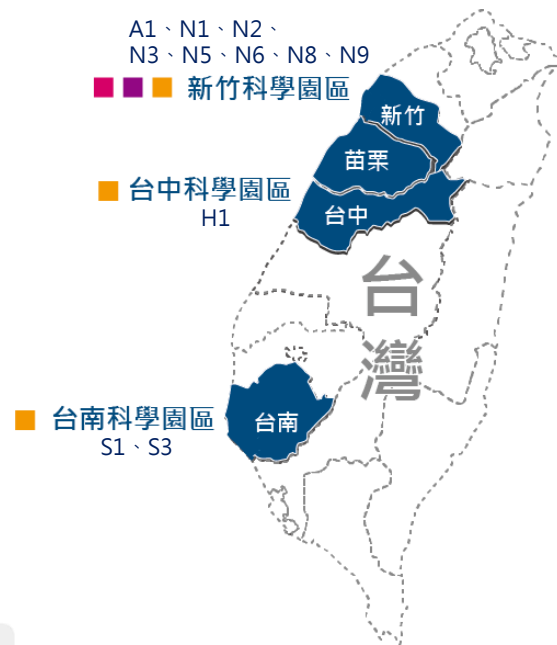 A1、N1、N2、
N3、N5、N6、N8、N9
新竹科學園區
新竹
苗栗
台中科學園區
H1
台中
台灣
台南科學園區
S1、S3
台南